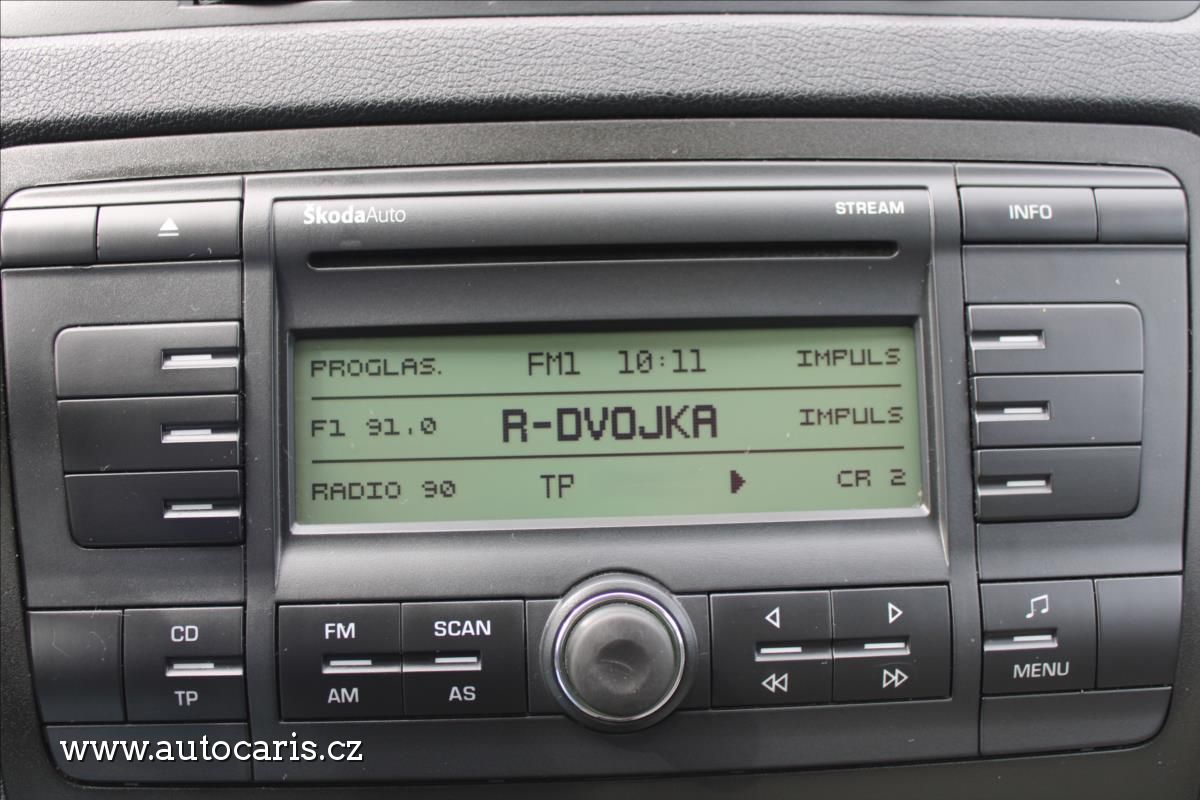 ŠkodaAuto STREAM INFO
PROGLAS. FM1 10:11 IMPULS
F1 91.0 R-DVOJKA IMPULS
RADIO 90 TP CR 2
CD FM SCAN
TP AM AS MENU
www.autocaris.cz